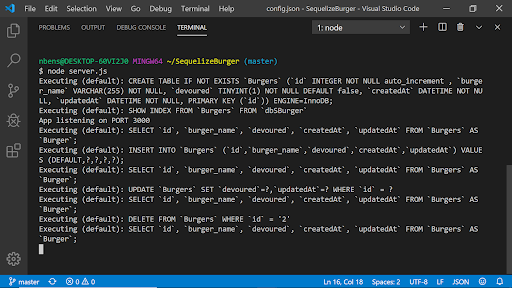 File Edit Selection View Go Debug Terminal Help config.json - SequelizeBurger - Visual Studio Code
PROBLEMS OUTPUT DEBUG CONSOLE TERMINAL 1: node
nbens@DESKTOP-60VI2J0 MINGW64 ~/SequelizeBurger (master)
$ node server.js
Executing (default): CREATE TABLE IF NOT EXISTS `Burgers` (`id` INTEGER NOT NULL auto_increment , `burge
r_name` VARCHAR(255) NOT NULL, `devoured` TINYINT(1) NOT NULL DEFAULT false, `createdAt` DATETIME NOT NU
LL, `updatedAt` DATETIME NOT NULL, PRIMARY KEY (`id`)) ENGINE=InnoDB;
Executing (default): SHOW INDEX FROM `Burgers` FROM `dbSBurger`
App listening on PORT 3000
Executing (default): SELECT `id`, `burger_name`, `devoured`, `createdAt`, `updatedAt` FROM `Burgers` AS
`Burger`;
Executing (default): INSERT INTO `Burgers` (`id`,`burger_name`,`devoured`,`createdAt`,`updatedAt`) VALUE
S (DEFAULT,?,?,?,?);
Executing (default): SELECT `id`, `burger_name`, `devoured`, `createdAt`, `updatedAt` FROM `Burgers` AS
`Burger`;
Executing (default): UPDATE `Burgers` SET `devoured`=?,`updatedAt`=? WHERE `id` = ?
Executing (default): SELECT `id`, `burger_name`, `devoured`, `createdAt`, `updatedAt` FROM `Burgers` AS
`Burger`;
Executing (default): DELETE FROM `Burgers` WHERE `id` = '2'
Executing (default): SELECT `id`, `burger_name`, `devoured`, `createdAt`, `updatedAt` FROM `Burgers` AS
`Burger`;
master 0 0 Ln 16, Col 18 Spaces: 2 UTF-8 LF JSON